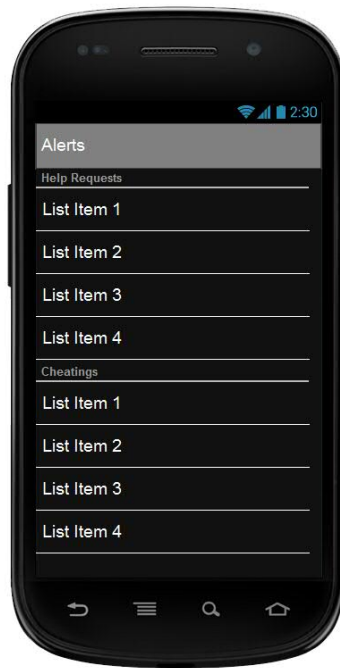 2:30
Alerts
Help Requests
List Item 1
List Item 2
List Item 3
List Item 4
Cheatings
List Item 1
List Item 2
List Item 3
List Item 4